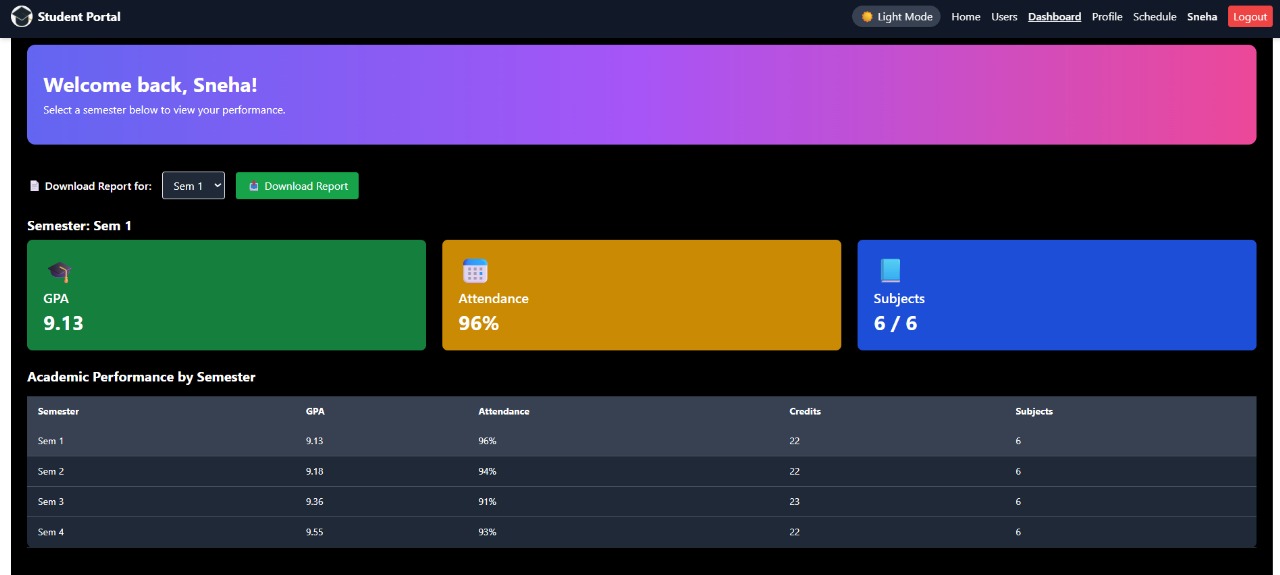 Student Portal
☀️ Light Mode Home Users Dashboard Profile Schedule Sneha Logout
Welcome back, Sneha!
Select a semester below to view your performance.
Download Report for: Sem 1 Download Report
Semester: Sem 1
GPA
9.13
Attendance
96%
Subjects
6 / 6
Academic Performance by Semester
Semester GPA Attendance Credits Subjects
Sem 1 9.13 96% 22 6
Sem 2 9.18 94% 22 6
Sem 3 9.36 91% 23 6
Sem 4 9.55 93% 22 6